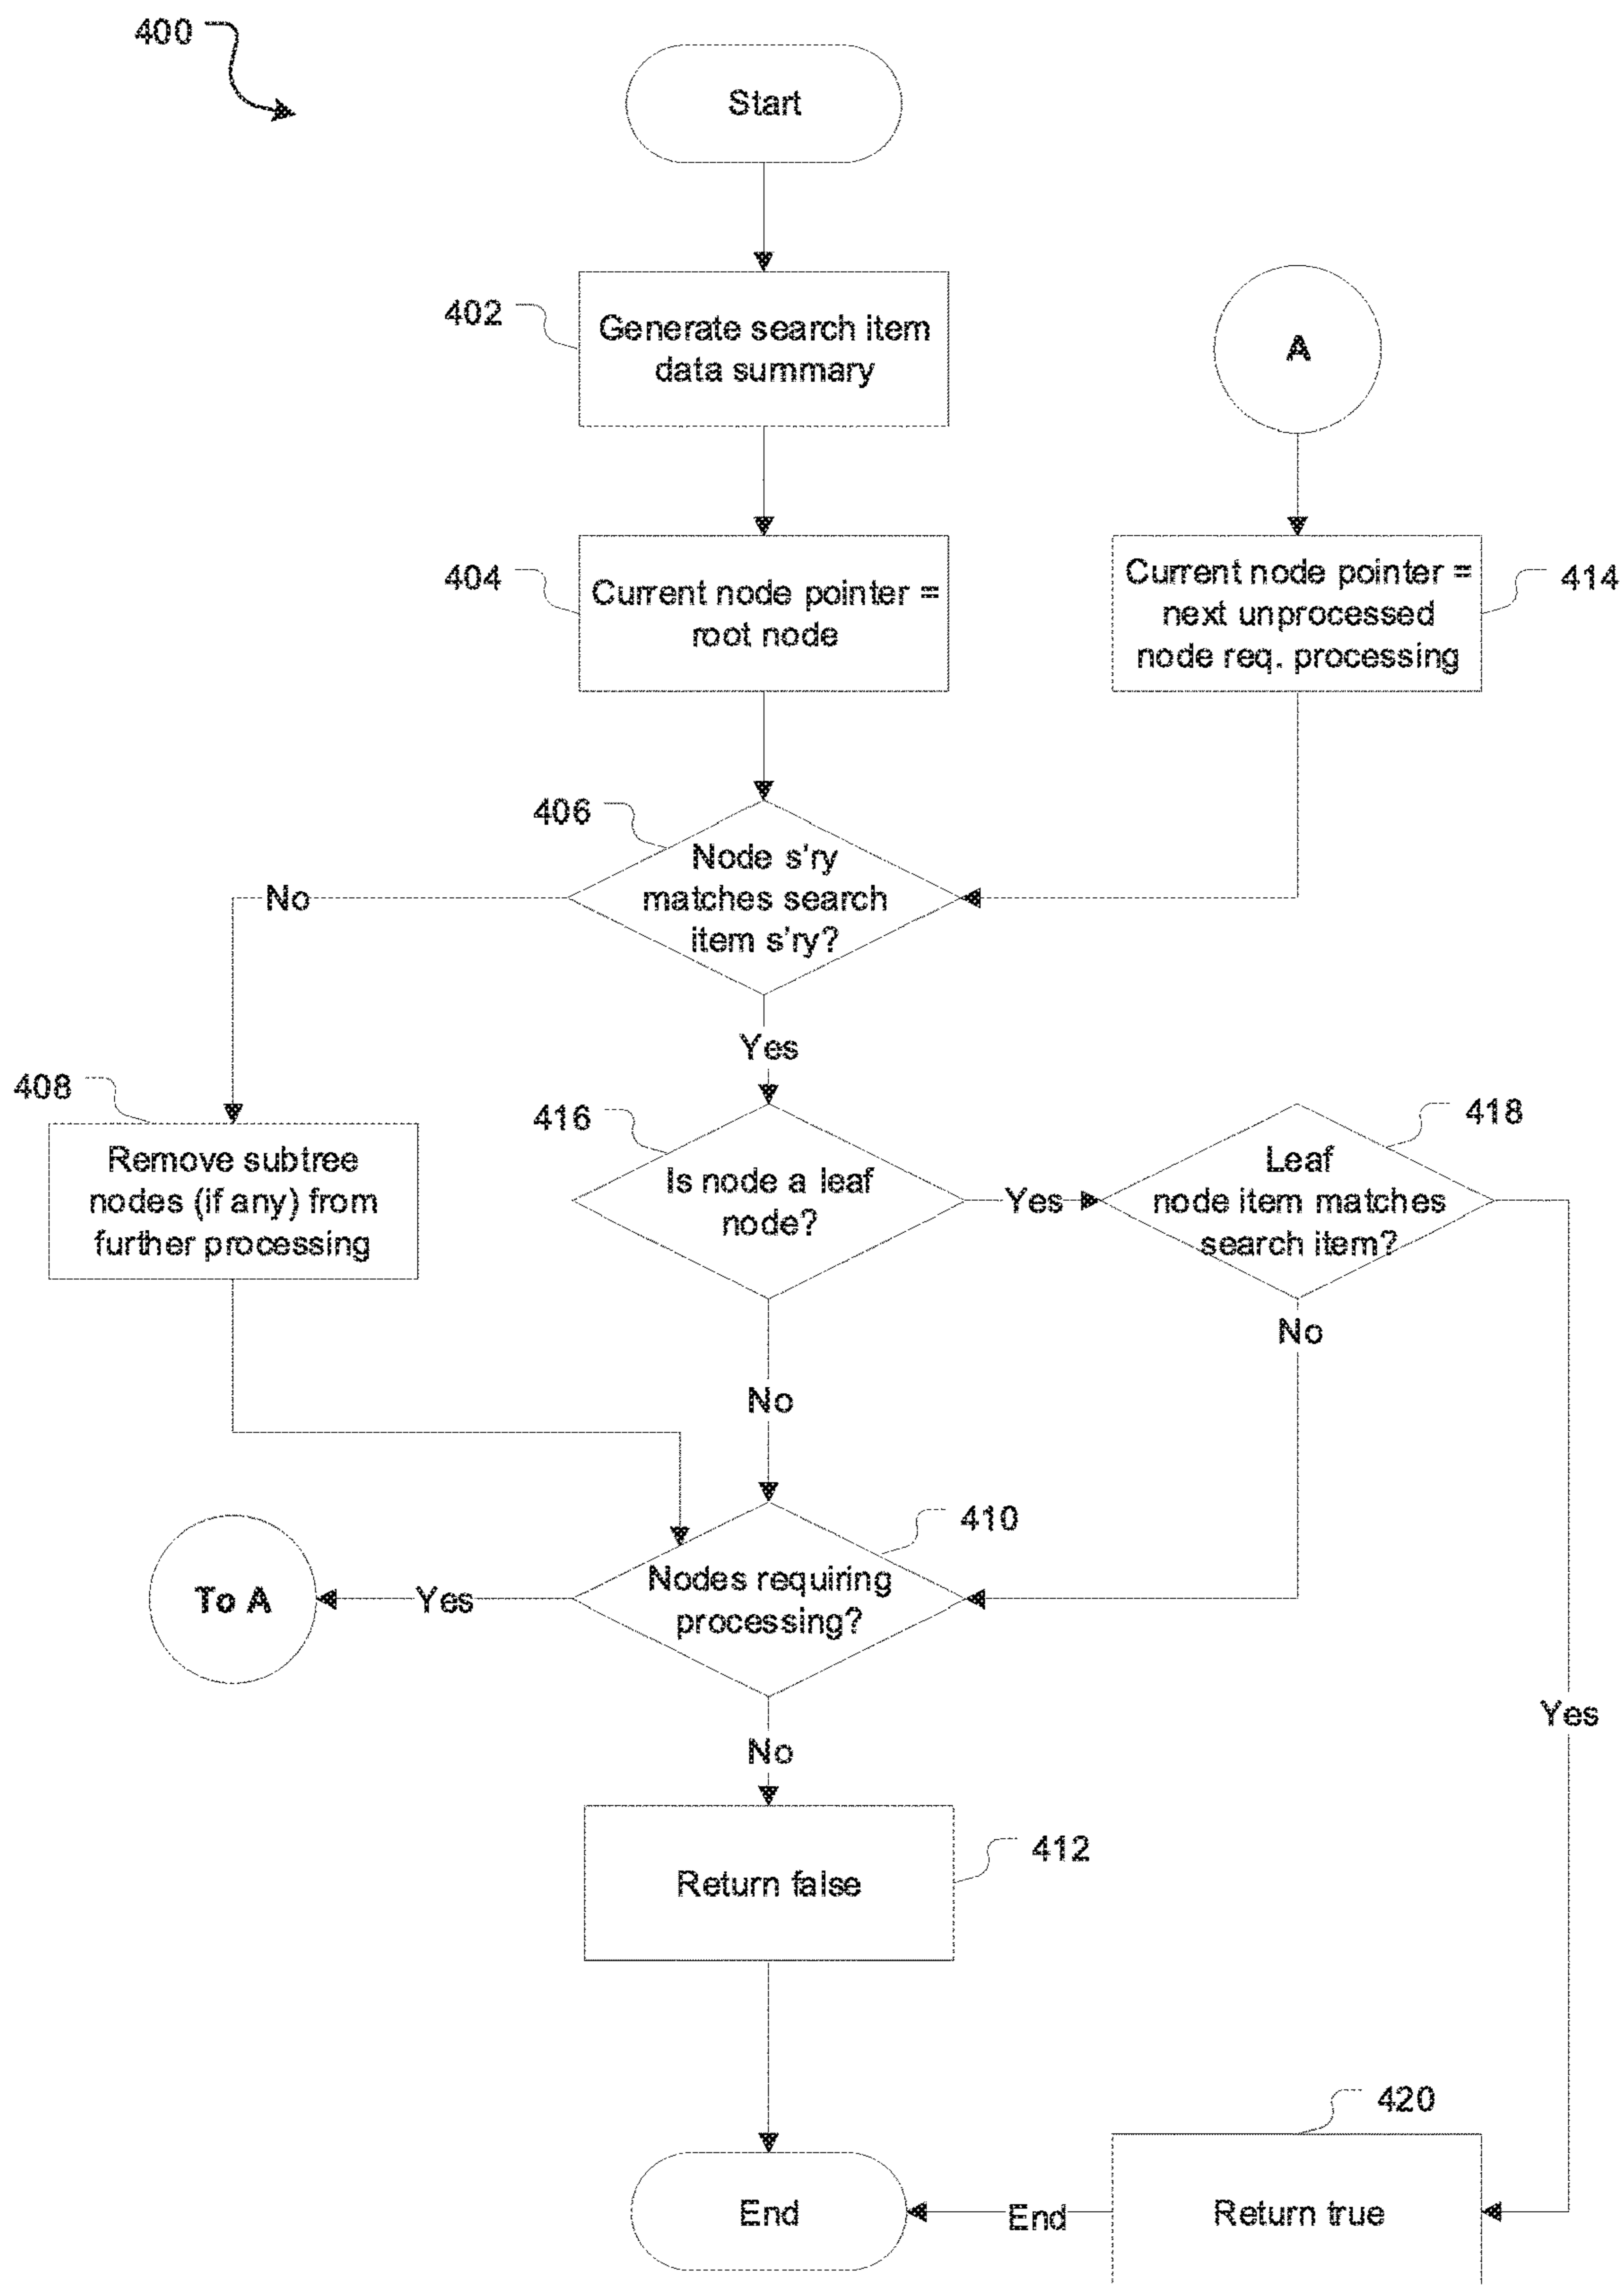 400
Start
402
Generate search item
data summary
A
404
Current node pointer =
root node
Current node pointer =
next unprocessed
node req. processing
414
406
Node s'ry
matches search
item s'ry?
No
Yes
408
Remove subtree
nodes (if any) from
further processing
416
Is node a leaf
node?
Yes
418
Leaf
node item matches
search item?
No
No
Yes
410
Nodes requiring
processing?
Yes
To A
No
Return false
412
420
Return true
End
End